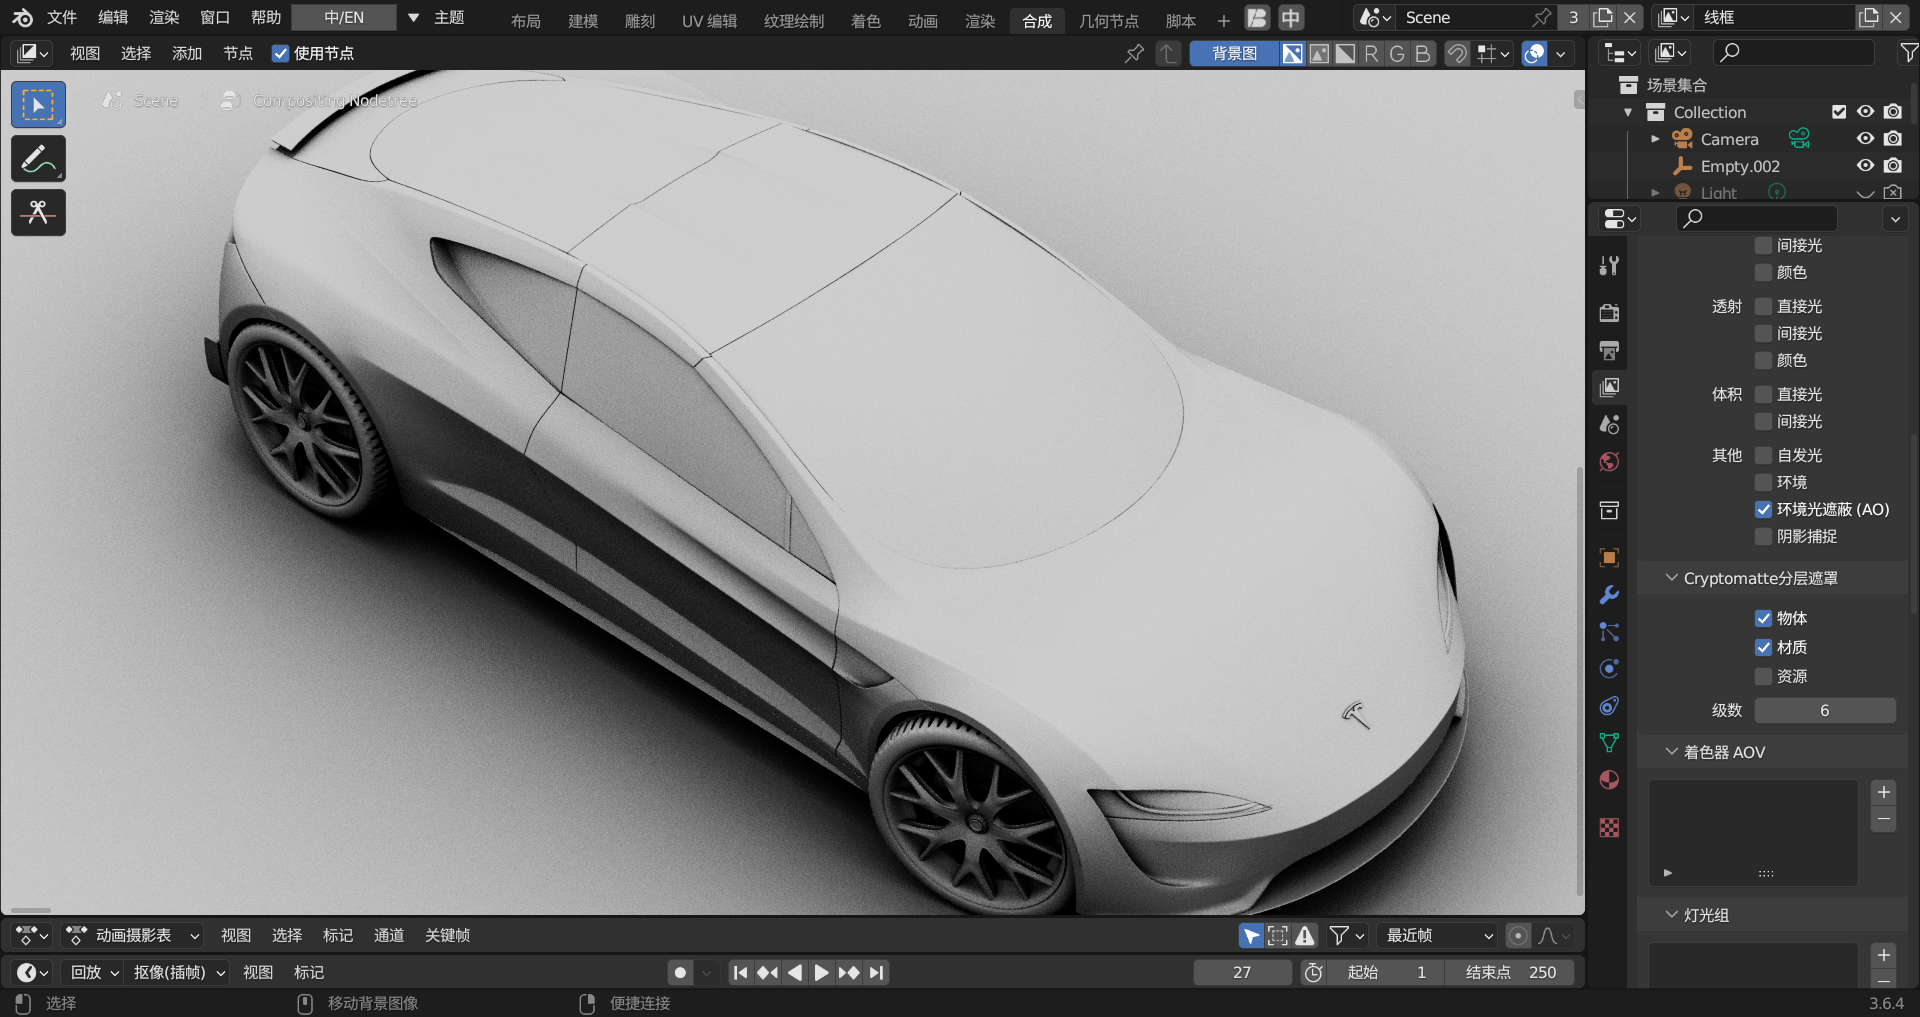 文件 编辑 渲染 窗口 帮助 中/EN 主题 布局 建模 雕刻 UV 编辑 纹理绘制 着色 动画 渲染 合成 几何节点 脚本 + 中 Scene 3 线框
视图 选择 添加 节点 使用节点 背景图 R G B
Scene Compositing Nodetree
场景集合
Collection
Camera
Empty.002
Light
间接光
颜色
透射 直接光
间接光
颜色
体积 直接光
间接光
其他 自发光
环境
环境光遮蔽 (AO)
阴影捕捉
Cryptomatte分层遮罩
物体
材质
资源
级数 6
着色器 AOV
灯光组
动画摄影表 视图 选择 标记 通道 关键帧 最近帧
回放 抠像(插帧) 视图 标记 27 起始 1 结束点 250
选择 移动背景图像 便捷连接 3.6.4